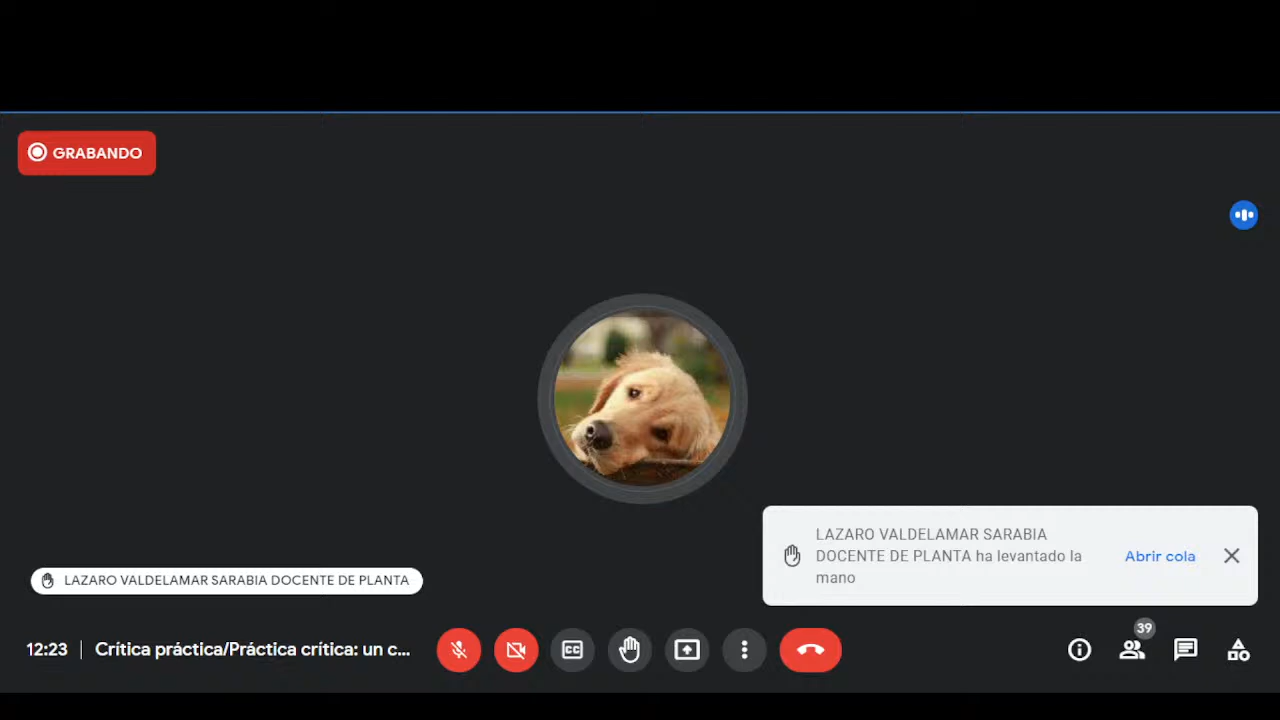 GRABANDO
LAZARO VALDELAMAR SARABIA
DOCENTE DE PLANTA ha levantado la
mano
Abrir cola
LAZARO VALDELAMAR SARABIA DOCENTE DE PLANTA
12:23
Crítica práctica/Práctica crítica: un c...
CC
39